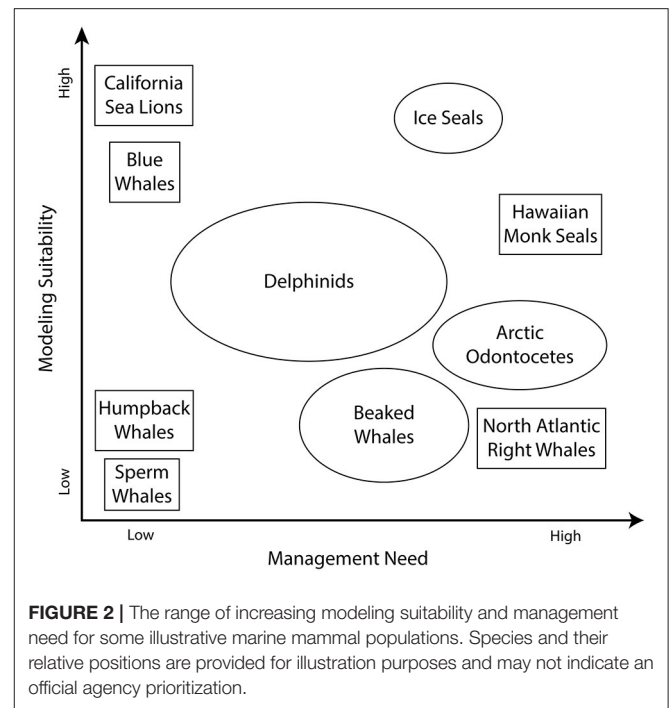 High
California
Sea Lions
Ice Seals
Blue
Whales
Hawaiian
Monk Seals
Modeling Suitability
Delphinids
Arctic
Odontocetes
Humpback
Whales
Beaked
Whales
North Atlantic
Right Whales
Sperm
Whales
Low
Low
High
Management Need
FIGURE 2 | The range of increasing modeling suitability and management
need for some illustrative marine mammal populations. Species and their
relative positions are provided for illustration purposes and may not indicate an
official agency prioritization.